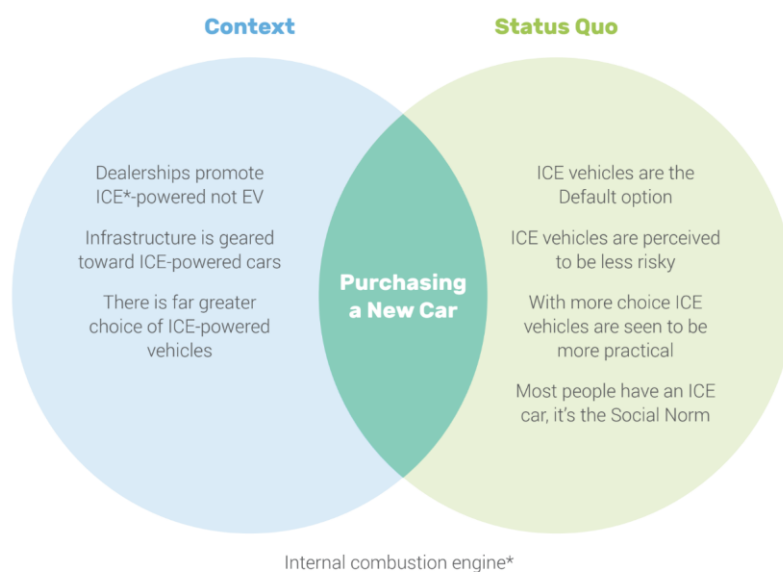 Context
Status Quo
Dealerships promote
ICE*-powered not EV
Infrastructure is geared
toward ICE-powered cars
There is far greater
choice of ICE-powered
vehicles
Purchasing
a New Car
ICE vehicles are the
Default option
ICE vehicles are perceived
to be less risky
With more choice ICE
vehicles are seen to be
more practical
Most people have an ICE
car, it's the Social Norm
Internal combustion engine*